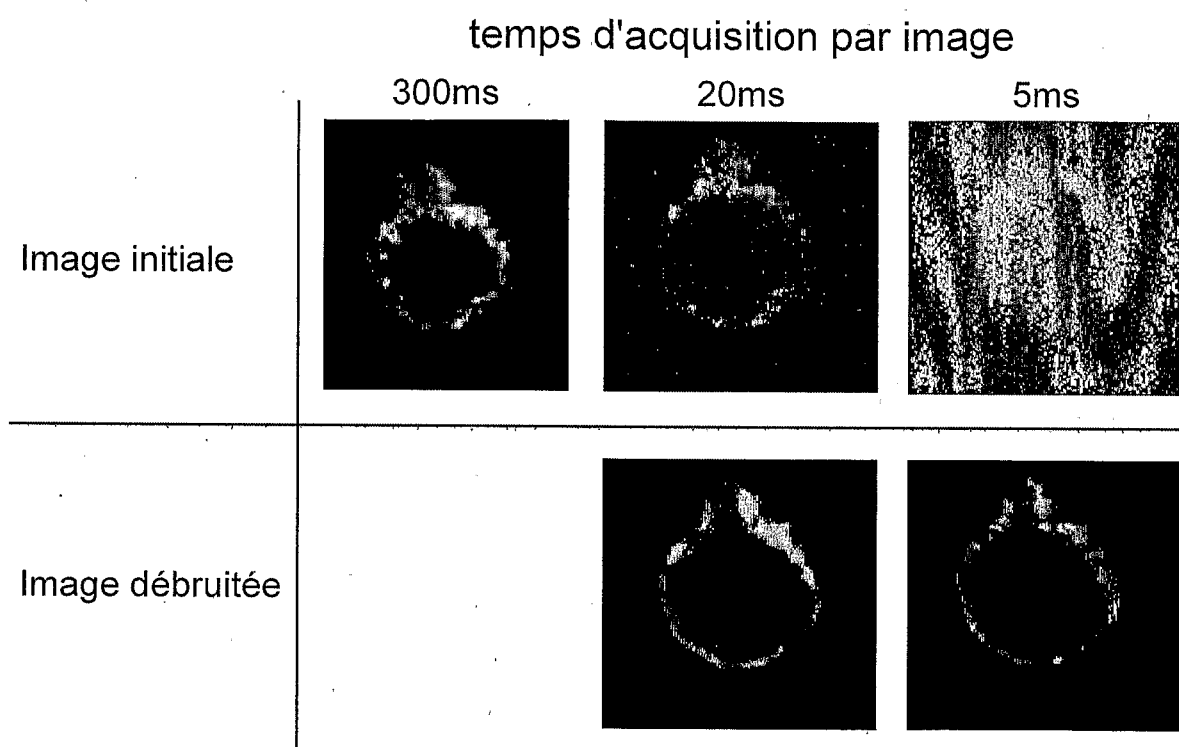 temps d'acquisition par image
300ms
20ms
5ms
Image initiale
Image débruitée